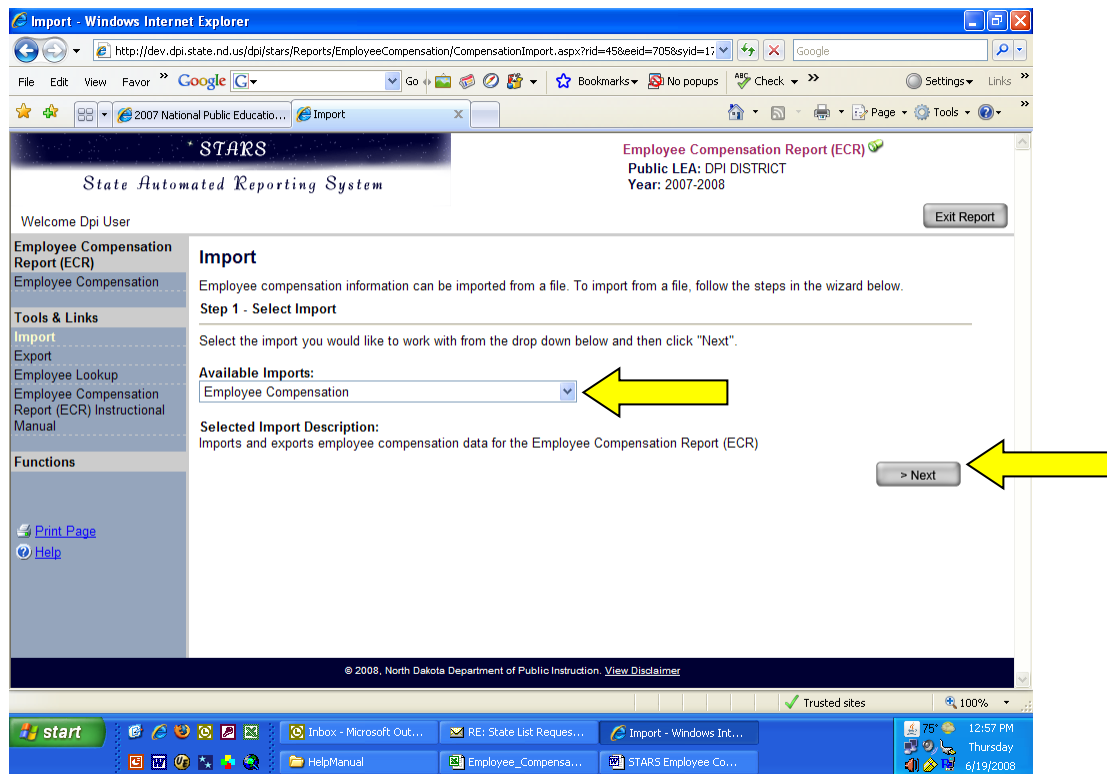 Import - Windows Internet Explorer
http://dev.dpi.state.nd.us/dpi/stars/Reports/EmployeeCompensation/CompensationImport.aspx?rid=45&eeid=705&syid=17
Google
File Edit View Favor » Google G Go Bookmarks No popups ABC Check » Settings Links »
2007 National Public Educatio... Import x Page Tools »
* STARS
State Automated Reporting System
Employee Compensation Report (ECR)
Public LEA: DPI DISTRICT
Year: 2007-2008
Welcome Dpi User
Exit Report
Employee Compensation
Report (ECR)
Employee Compensation
Tools & Links
Import
Export
Employee Lookup
Employee Compensation
Report (ECR) Instructional
Manual
Functions
Print Page
Help
Import
Employee compensation information can be imported from a file. To import from a file, follow the steps in the wizard below.
Step 1 - Select Import
Select the import you would like to work with from the drop down below and then click "Next".
Available Imports:
Employee Compensation
Selected Import Description:
Imports and exports employee compensation data for the Employee Compensation Report (ECR)
> Next
© 2008, North Dakota Department of Public Instruction. View Disclaimer
Trusted sites 100%
start Inbox - Microsoft Out... RE: State List Reques... Import - Windows Int... 75° 12:57 PM
Thursday
HelpManual Employee_Compensa... STARS Employee Co... 6/19/2008